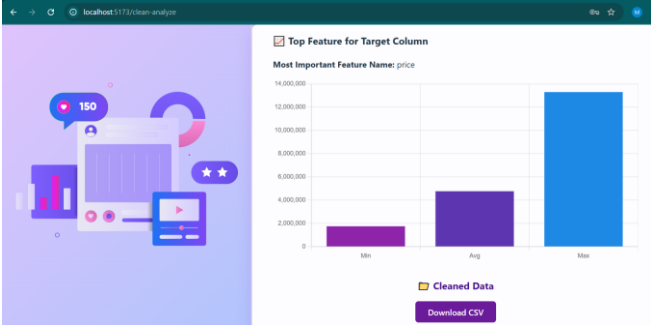 localhost:5173/clean-analyze
M
150
📈 Top Feature for Target Column
Most Important Feature Name: price
14,000,000
12,000,000
10,000,000
8,000,000
6,000,000
4,000,000
2,000,000
0
Min Avg Max
📂 Cleaned Data
Download CSV